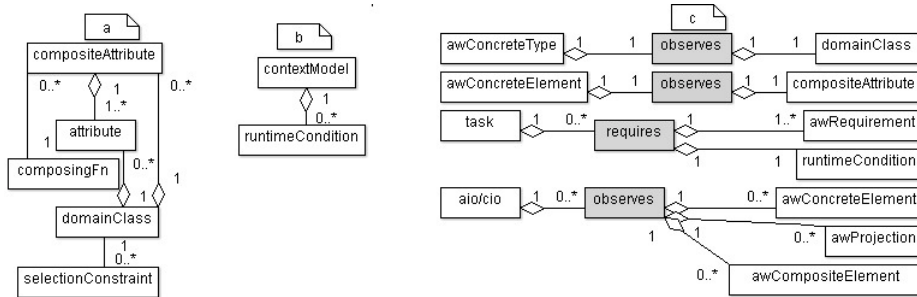 a
compositeAttribute
0..* 1 0..*
1..*
attribute
1 0..*
composingFn
1 1
domainClass
1
0..*
selectionConstraint
b
contextModel
1
0..*
runtimeCondition
c
awConcreteType 1 1 observes 1 1 domainClass
awConcreteElement 1 1 observes 1 1 compositeAttribute
task 1 0..* requires 1 1..* awRequirement
1 1 runtimeCondition
aio/cio 1 0..* observes 1 0..* awConcreteElement
1 1 0..* awProjection
0..* awCompositeElement